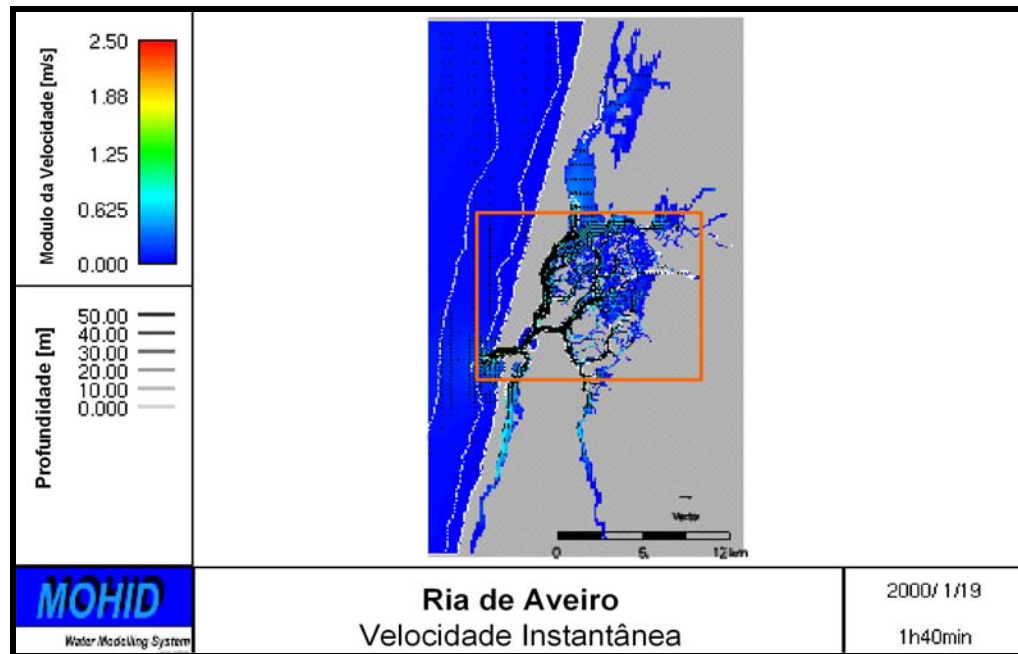 Modulo da Velocidade [m/s]
2.50
1.88
1.25
0.625
0.000
Profundidade [m]
50.00
40.00
30.00
20.00
10.00
0.000
Vector
0 5. 12 km
MOHID
Water Modelling System
Ria de Aveiro
Velocidade Instantânea
2000/ 1/19
1h40min